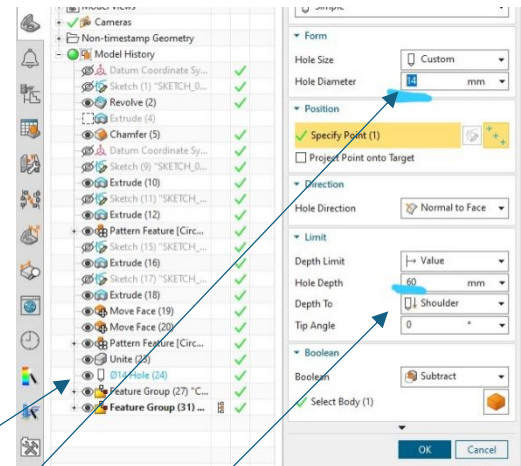 Model Views
Cameras
Non-timestamp Geometry
Model History
Datum Coordinate Sy...
Sketch (1) "SKETCH_0...
Revolve (2)
Extrude (4)
Chamfer (5)
Datum Coordinate Sy...
Sketch (9) "SKETCH_0...
Extrude (10)
Sketch (11) "SKETCH_...
Extrude (12)
Pattern Feature [Circ...
Sketch (15) "SKETCH_...
Extrude (16)
Sketch (17) "SKETCH_...
Extrude (18)
Move Face (19)
Move Face (20)
Pattern Feature [Circ...
Unite (23)
Ø14 Hole (24)
Feature Group (27) "C...
Feature Group (31) ...
Simple
Form
Hole Size Custom
Hole Diameter 14 mm
Position
Specify Point (1)
Project Point onto Target
Direction
Hole Direction Normal to Face
Limit
Depth Limit Value
Hole Depth 60 mm
Depth To Shoulder
Tip Angle 0 °
Boolean
Boolean Subtract
Select Body (1)
OK Cancel